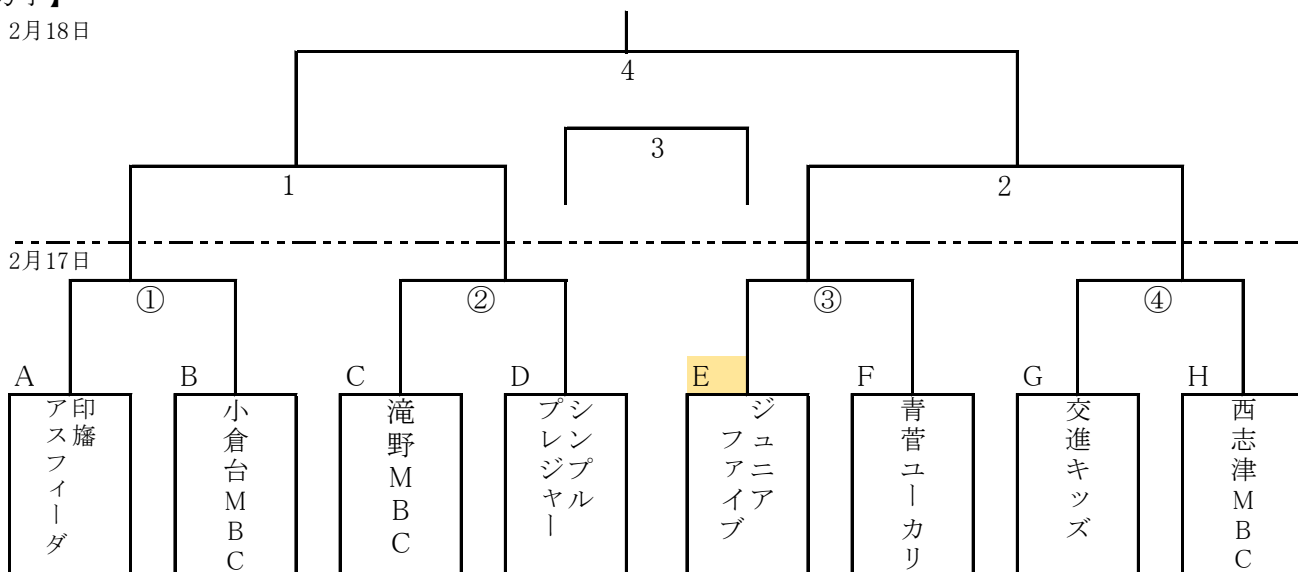 2月18日
4
3
1
2
2月17日
①
②
③
④
A
B
C
D
E
F
G
H
印旛
アスフィーダ
小倉台MBC
滝野MBC
シンプル
プレジャー
ジュニア
ファイブ
青菅ユーカリ
交進キッズ
西志津MBC